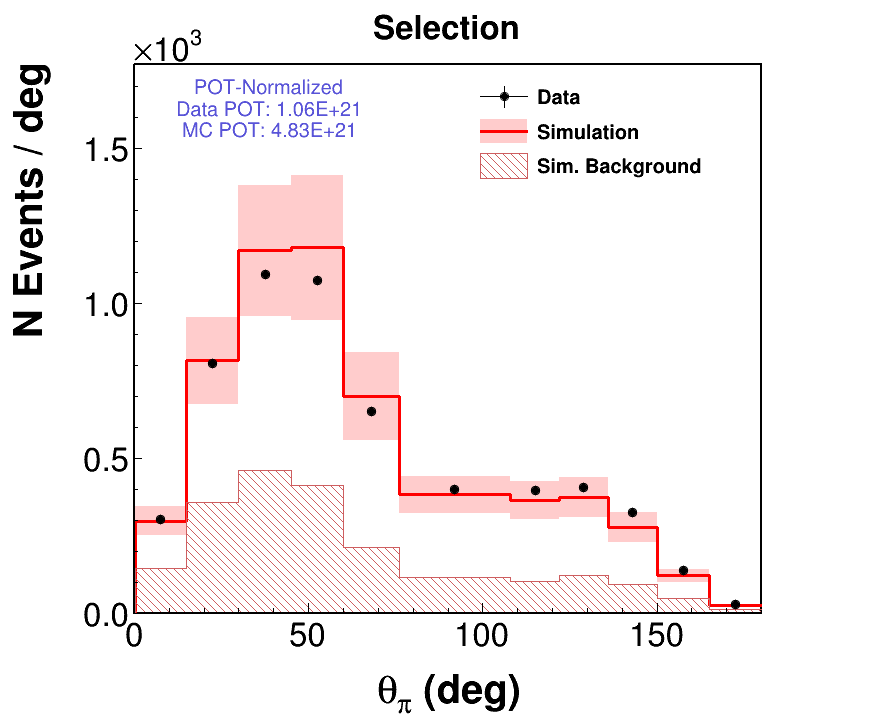 Selection
×10³
N Events / deg
POT-Normalized
Data POT: 1.06E+21
MC POT: 4.83E+21
Data
Simulation
Sim. Background
1.5
1.0
0.5
0.0
0 50 100 150
θπ (deg)